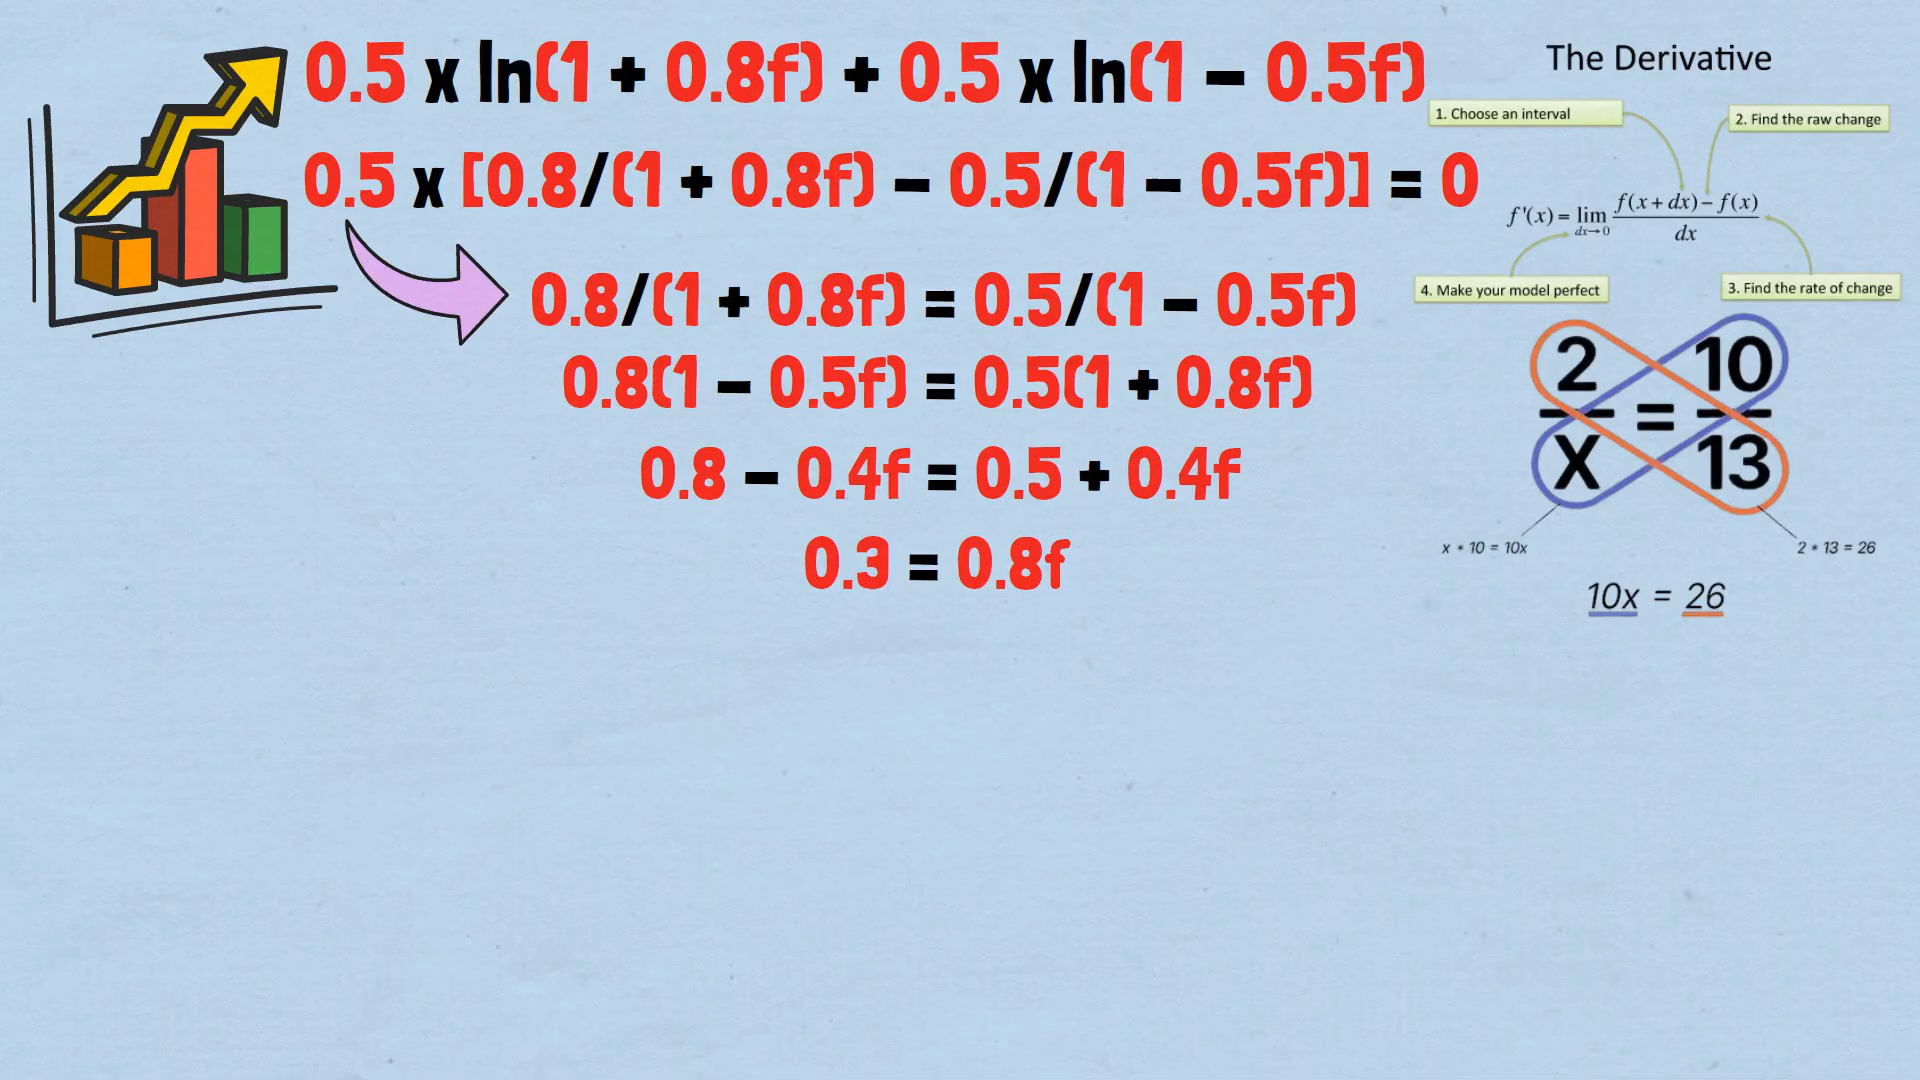 0.5 x ln(1 + 0.8f) + 0.5 x ln(1 – 0.5f)
0.5 x [0.8/(1 + 0.8f) – 0.5/(1 – 0.5f)] = 0
0.8/(1 + 0.8f) = 0.5/(1 – 0.5f)
0.8(1 – 0.5f) = 0.5(1 + 0.8f)
0.8 – 0.4f = 0.5 + 0.4f
0.3 = 0.8f
The Derivative
1. Choose an interval
2. Find the raw change
f'(x) = lim dx→0 f(x + dx) – f(x) / dx
4. Make your model perfect
3. Find the rate of change
2 = 10
X 13
x * 10 = 10x
2 * 13 = 26
10x = 26